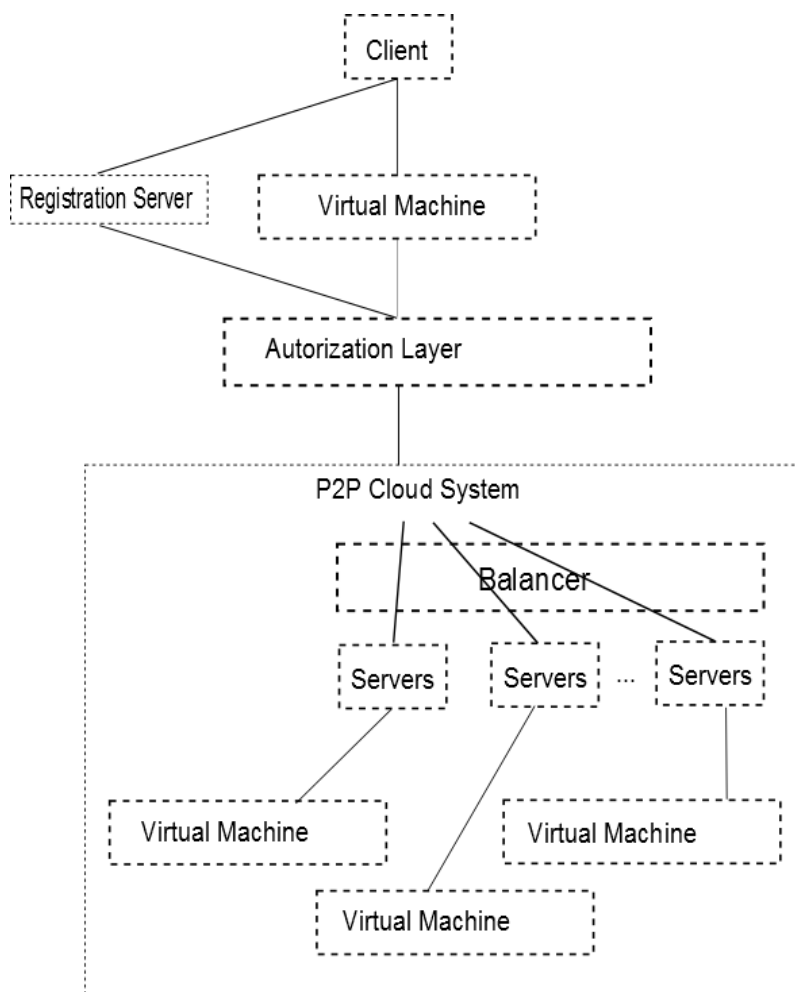 Client
Registration Server
Virtual Machine
Autorization Layer
P2P Cloud System
Balancer
Servers
Servers
...
Servers
Virtual Machine
Virtual Machine
Virtual Machine